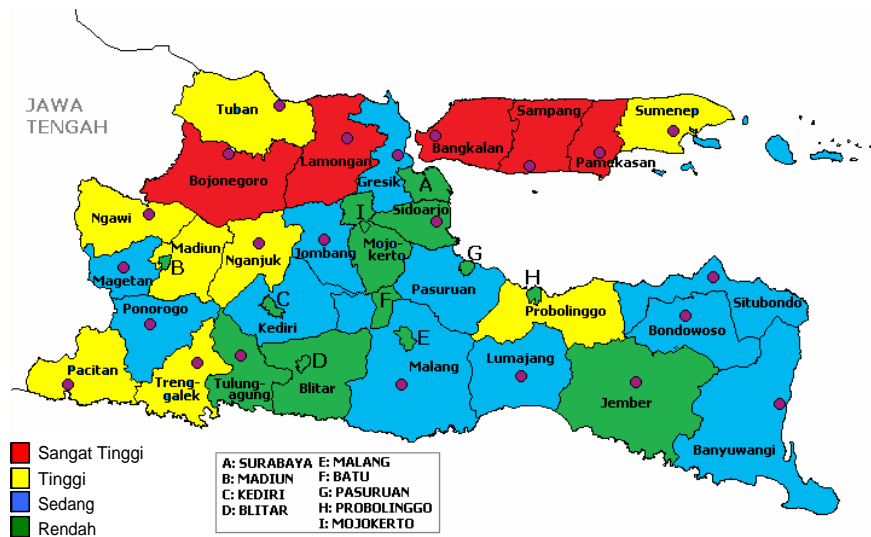 JAWA
TENGAH
Tuban
Lamongan
Bojonegoro
Gresik
Bangkalan
Sampang
Pamekasan
Sumenep
A
I
Sidoarjo
Ngawi
Madiun
B
Nganjuk
Jombang
Mojo-
kerto
G
Magetan
Ponorogo
C
Kediri
F
Pasuruan
H
Probolinggo
Situbondo
Bondowoso
E
Pacitan
Treng-
galek
Tulung-
agung
D
Blitar
Malang
Lumajang
Jember
Banyuwangi
Sangat Tinggi
Tinggi
Sedang
Rendah
A: SURABAYA E: MALANG
B: MADIUN F: BATU
C: KEDIRI G: PASURUAN
D: BLITAR H: PROBOLINGGO
I: MOJOKERTO